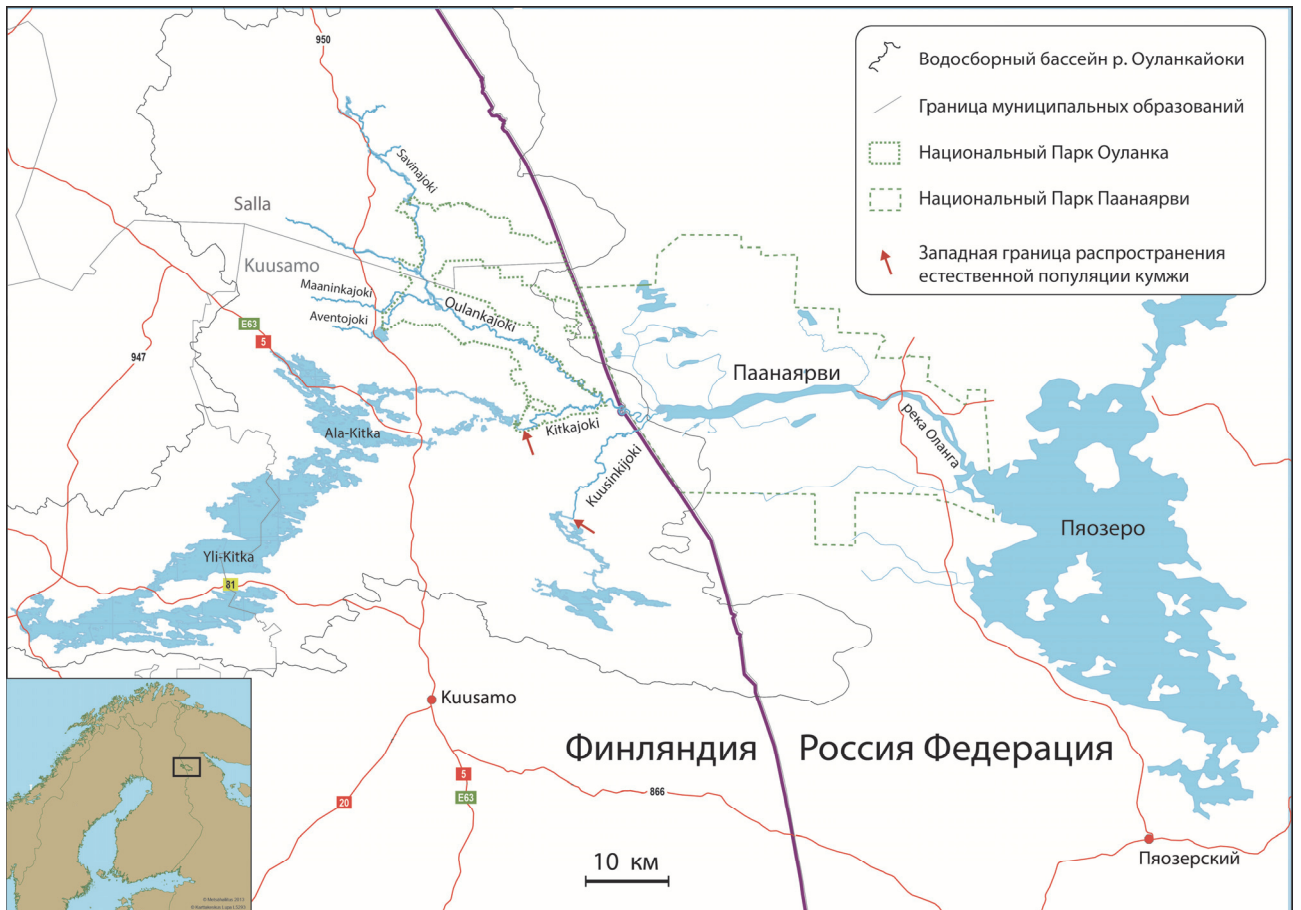 950
Водосборный бассейн р. Оуланкайоки
Граница муниципальных образований
Национальный Парк Оуланка
Национальный Парк Паанаярви
Западная граница распространения
естественной популяции кумжи
Savinajoki
Salla
Kuusamo
Maaninkajoki
Aventojoki
Oulankajoki
E63
5
947
Паанаярви
Ala-Kitka
Kitkajoki
река Оланга
Kuusinkijoki
Пяозеро
Yli-Kitka
81
Kuusamo
Финляндия
Россия Федерация
5
E63
20
866
10 км
Пяозерский